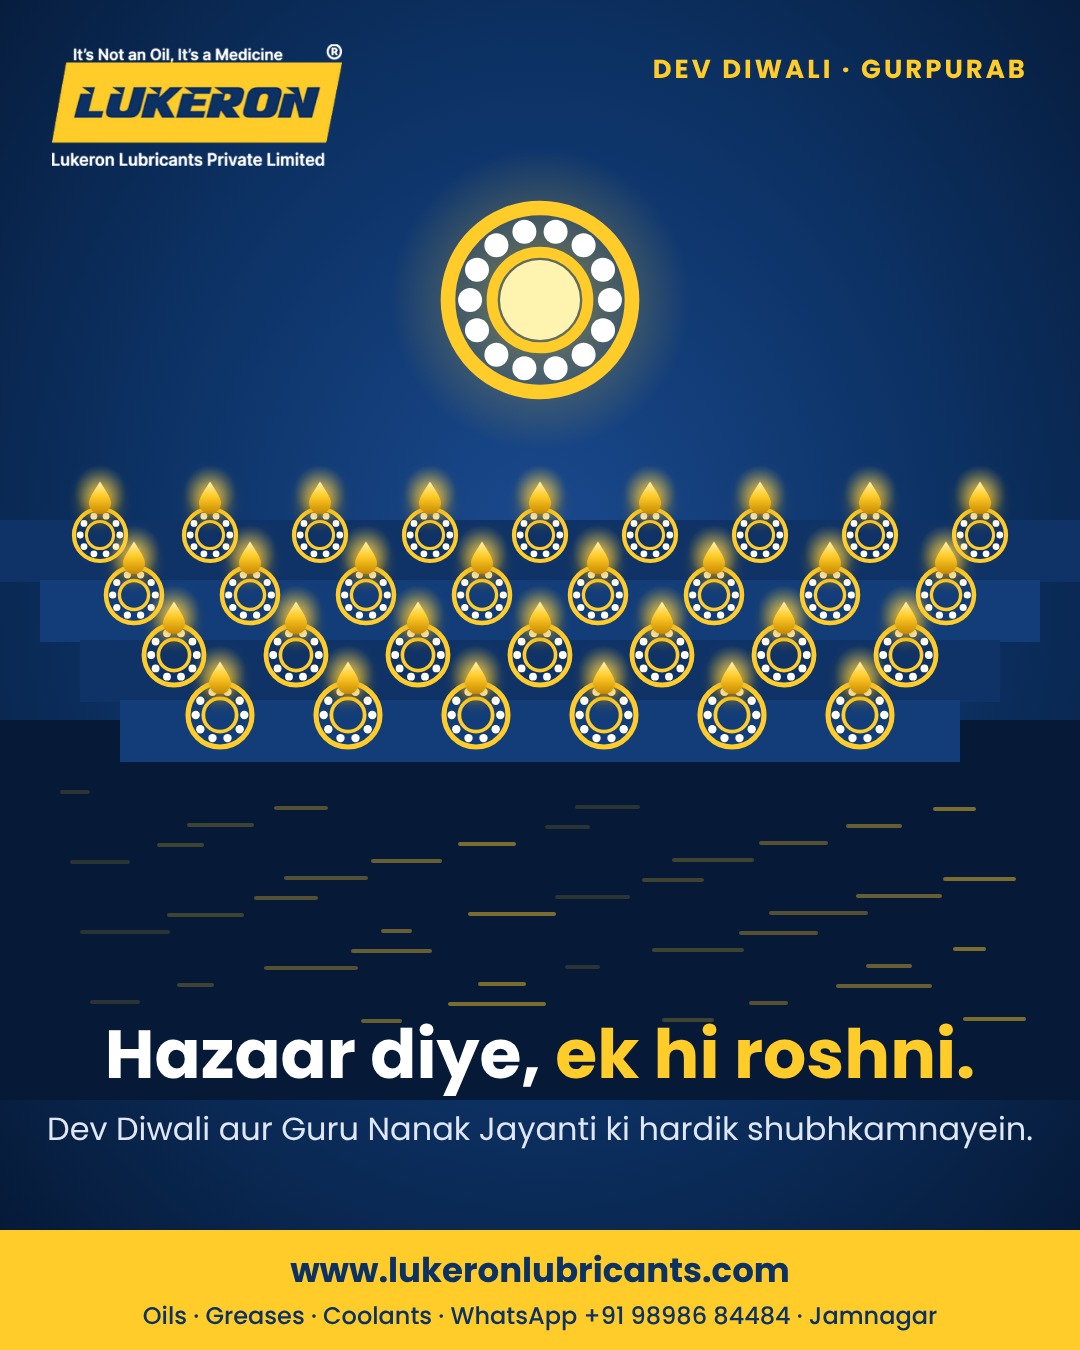 It's Not an Oil, It's a Medicine ®
LUKERON
Lukeron Lubricants Private Limited
DEV DIWALI · GURPURAB
Hazaar diye, ek hi roshni.
Dev Diwali aur Guru Nanak Jayanti ki hardik shubhkamnayein.
www.lukeronlubricants.com
Oils · Greases · Coolants · WhatsApp +91 98986 84484 · Jamnagar